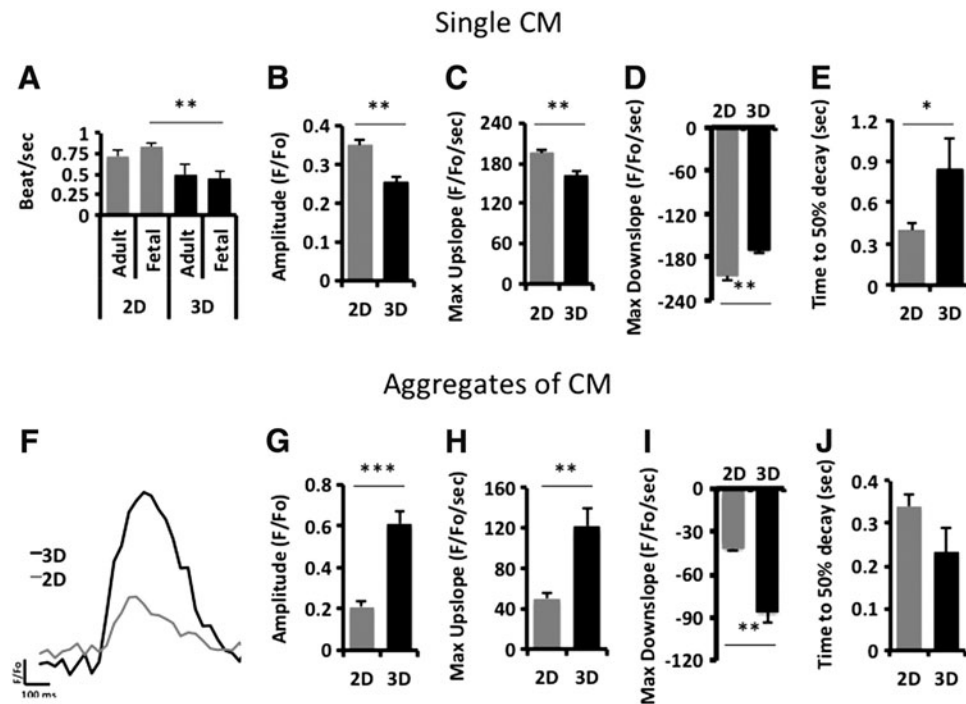 Single CM
A
**
Beat/sec
1
0.75
0.5
0.25
0
Adult
Fetal
Adult
Fetal
2D
3D
B
**
Amplitude (F/Fo)
0.4
0.3
0.2
0.1
0
2D
3D
C
**
Max Upslope (F/Fo/sec)
240
180
120
60
0
2D
3D
D
2D
3D
Max Downslope (F/Fo/sec)
0
-60
-120
-180
-240
**
E
*
Time to 50% decay (sec)
1.2
0.9
0.6
0.3
0
2D
3D
Aggregates of CM
F
3D
2D
F/Fo
100 ms
G
***
Amplitude (F/Fo)
0.8
0.6
0.4
0.2
0
2D
3D
H
**
Max Upslope (F/Fo/sec)
160
120
80
40
0
2D
3D
I
2D
3D
Max Downslope (F/Fo/sec)
0
-30
-60
-90
-120
**
J
Time to 50% decay (sec)
0.4
0.3
0.2
0.1
0
2D
3D